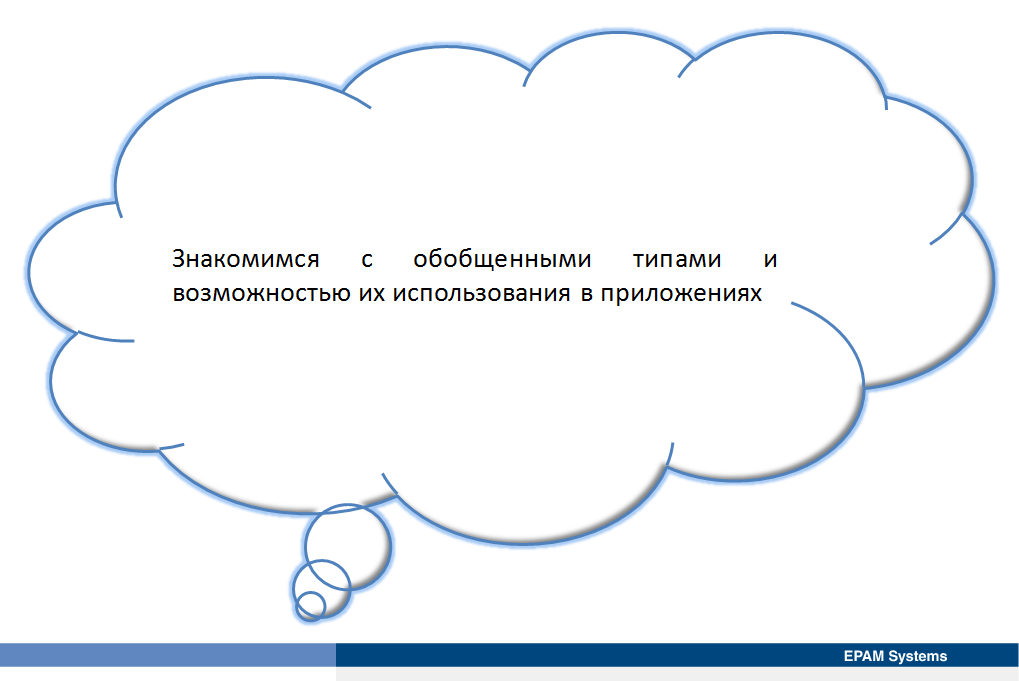 Знакомимся с обобщенными типами и
возможностью их использования в приложениях
EPAM Systems